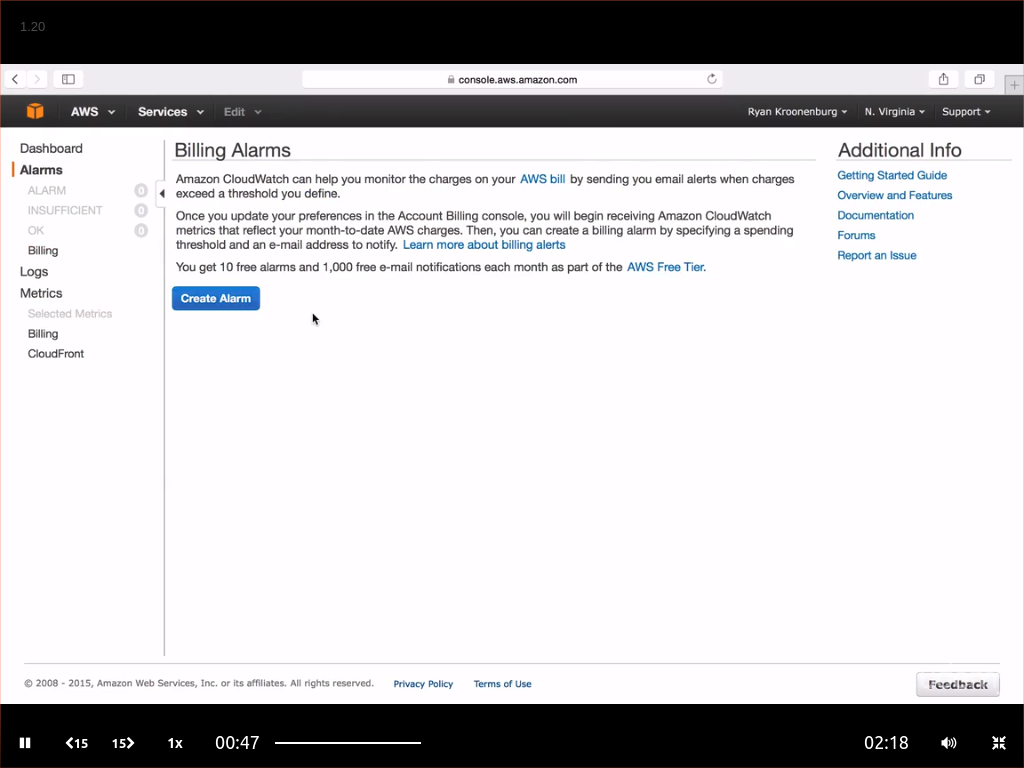 1.20
console.aws.amazon.com
AWS Services Edit Ryan Kroonenburg N. Virginia Support
Dashboard
Alarms
ALARM 0
INSUFFICIENT 0
OK 0
Billing
Logs
Metrics
Selected Metrics
Billing
CloudFront
Billing Alarms
Amazon CloudWatch can help you monitor the charges on your AWS bill by sending you email alerts when charges
exceed a threshold you define.
Once you update your preferences in the Account Billing console, you will begin receiving Amazon CloudWatch
metrics that reflect your month-to-date AWS charges. Then, you can create a billing alarm by specifying a spending
threshold and an e-mail address to notify. Learn more about billing alerts
You get 10 free alarms and 1,000 free e-mail notifications each month as part of the AWS Free Tier.
Create Alarm
Additional Info
Getting Started Guide
Overview and Features
Documentation
Forums
Report an Issue
© 2008 - 2015, Amazon Web Services, Inc. or its affiliates. All rights reserved. Privacy Policy Terms of Use
Feedback
15 15 1x 00:47 02:18